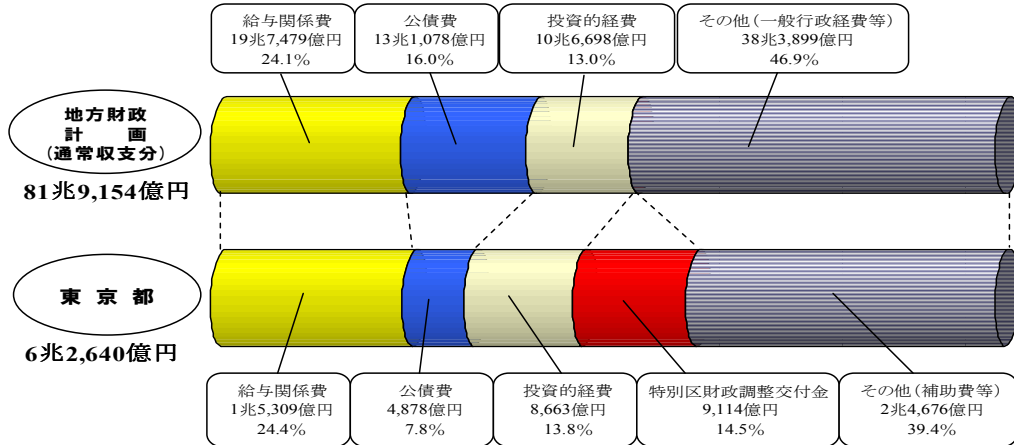 給与関係費
19兆7,479億円
24.1%
公債費
13兆1,078億円
16.0%
投資的経費
10兆6,698億円
13.0%
その他(一般行政経費等)
38兆3,899億円
46.9%
地方財政
計　画
(通常収支分)
81兆9,154億円
東 京 都
6兆2,640億円
給与関係費
1兆5,309億円
24.4%
公債費
4,878億円
7.8%
投資的経費
8,663億円
13.8%
特別区財政調整交付金
9,114億円
14.5%
その他(補助費等)
2兆4,676億円
39.4%